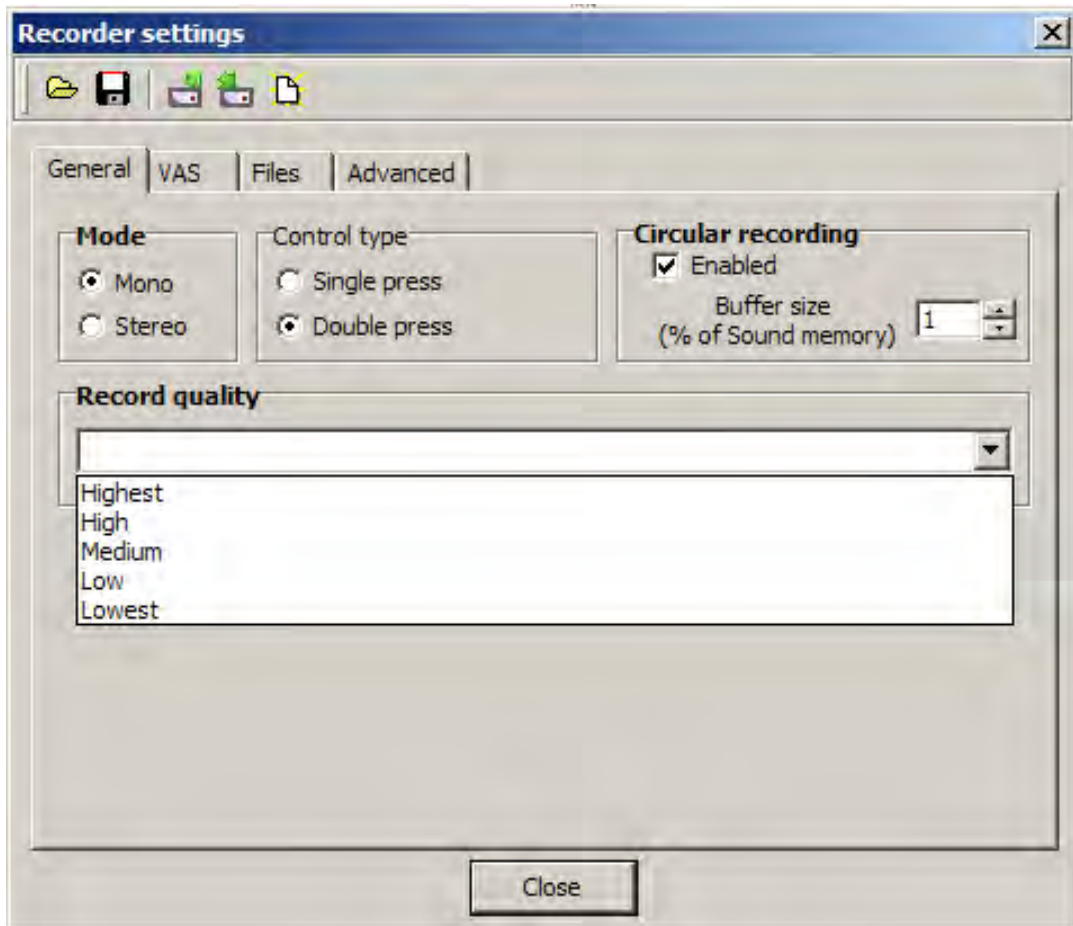 Recorder settings
General VAS Files Advanced
Mode
Mono
Stereo
Control type
Single press
Double press
Circular recording
Enabled
Buffer size
(% of Sound memory)
1
Record quality
Highest
High
Medium
Low
Lowest
Close